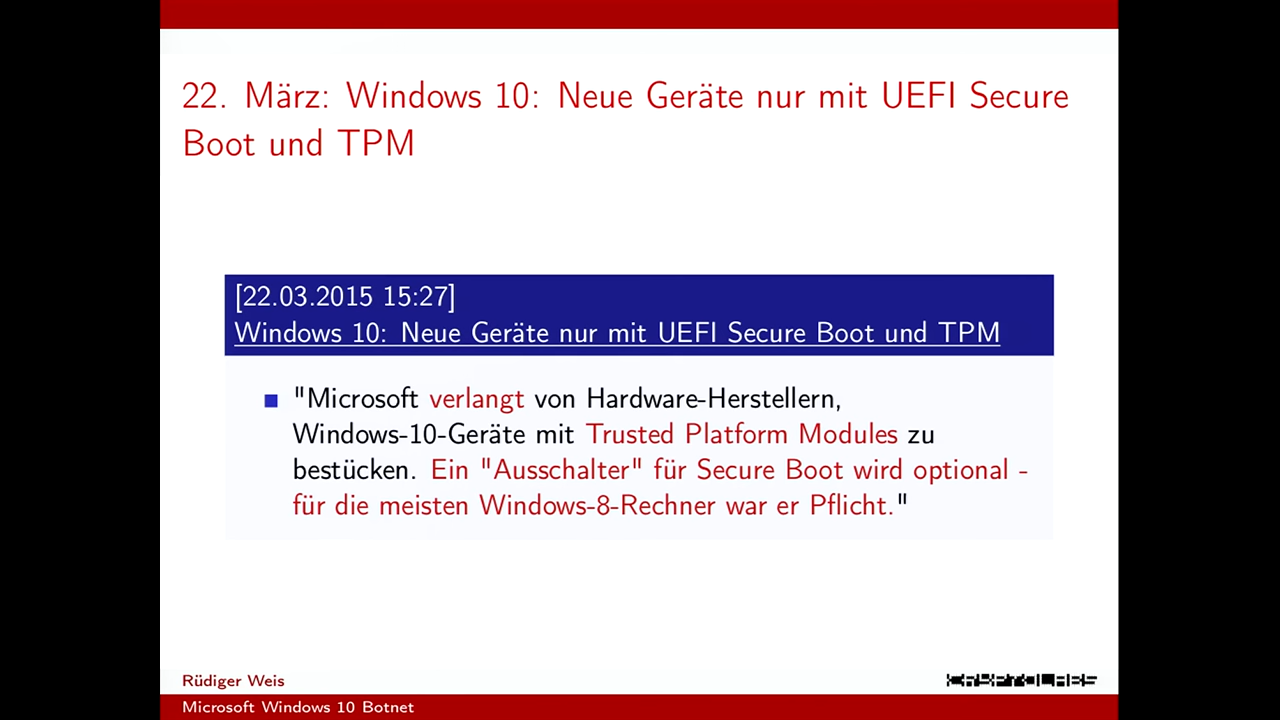 22. März: Windows 10: Neue Geräte nur mit UEFI Secure
Boot und TPM
[22.03.2015 15:27]
Windows 10: Neue Geräte nur mit UEFI Secure Boot und TPM
"Microsoft verlangt von Hardware-Herstellern,
Windows-10-Geräte mit Trusted Platform Modules zu
bestücken. Ein "Ausschalter" für Secure Boot wird optional -
für die meisten Windows-8-Rechner war er Pflicht."
Rüdiger Weis
CRYPTOLABS
Microsoft Windows 10 Botnet